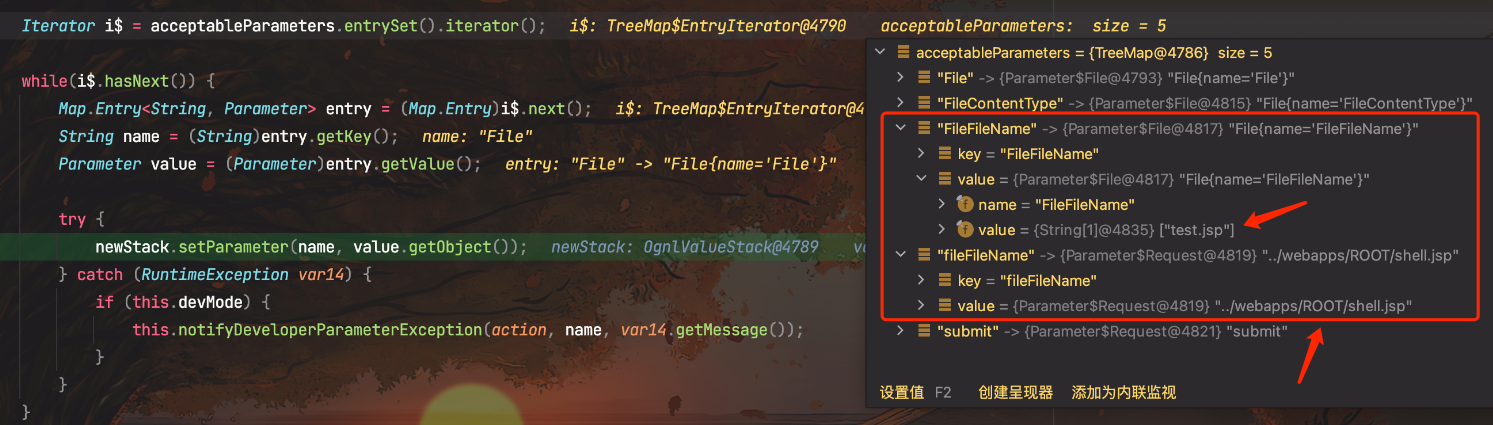 Iterator i$ = acceptableParameters.entrySet().iterator();   i$: TreeMap$EntryIterator@4790   acceptableParameters:  size = 5
acceptableParameters = {TreeMap@4786}  size = 5
while(i$.hasNext()) {
"File" -> {Parameter$File@4793} "File{name='File'}"
Map.Entry<String, Parameter> entry = (Map.Entry)i$.next();   i$: TreeMap$EntryIterator@4
"FileContentType" -> {Parameter$File@4815} "File{name='FileContentType'}"
String name = (String)entry.getKey();   name: "File"
"FileFileName" -> {Parameter$File@4817} "File{name='FileFileName'}"
Parameter value = (Parameter)entry.getValue();   entry: "File" -> "File{name='File'}"
key = "FileFileName"
value = {Parameter$File@4817} "File{name='FileFileName'}"
try {
name = "FileFileName"
newStack.setParameter(name, value.getObject());   newStack: OgnlValueStack@4789   va
value = {String[1]@4835} ["test.jsp"]
} catch (RuntimeException var14) {
"fileFileName" -> {Parameter$Request@4819} "../webapps/ROOT/shell.jsp"
if (this.devMode) {
key = "fileFileName"
this.notifyDeveloperParameterException(action, name, var14.getMessage());
value = {Parameter$Request@4819} "../webapps/ROOT/shell.jsp"
}
"submit" -> {Parameter$Request@4821} "submit"
}
设置值 F2   创建呈现器   添加为内联监视
}